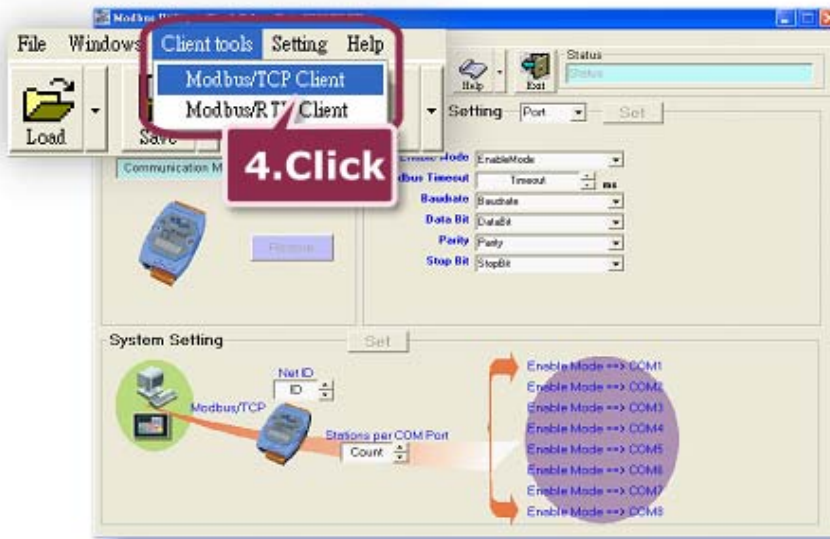 Modbus Utility
File Windows Client tools Setting Help
Modbus/TCP Client
Modbus/RTU Client
Load
Save
4.Click
Help
Exit
Status
Status
Setting Port Set
Communication M
Enable Mode EnableMode
dbus Timeout Timeout ms
Baudrate Baudrate
Data Bit DataBit
Parity Parity
Stop Bit StopBit
System Setting Set
Net ID
ID
Modbus/TCP
Stations per COM Port
Count
Enable Mode ==> COM1
Enable Mode ==> COM2
Enable Mode ==> COM3
Enable Mode ==> COM4
Enable Mode ==> COM5
Enable Mode ==> COM6
Enable Mode ==> COM7
Enable Mode ==> COM8